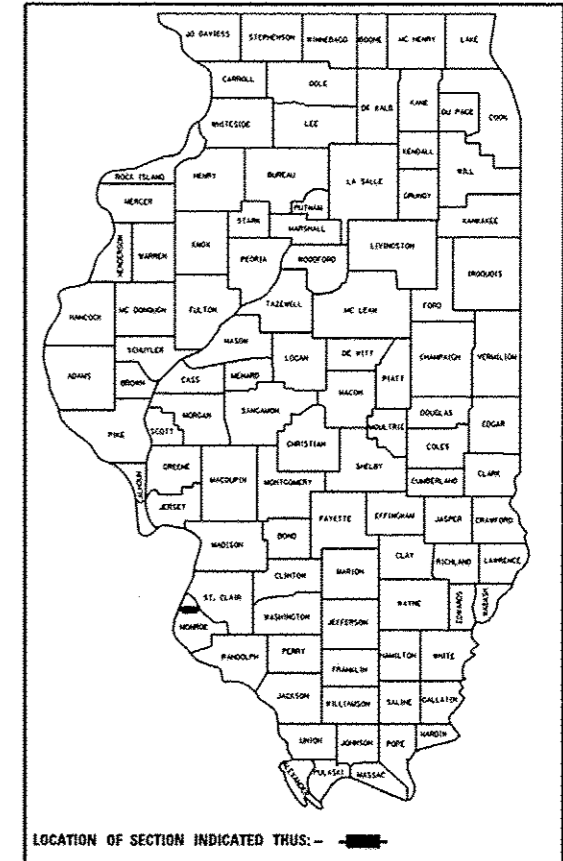 JO DAVIESS STEPHENSON WINNEBAGO BOONE MC HENRY LAKE
CARROLL OGLE DE KALB KANE DU PAGE COOK
WHITESIDE LEE
KENDALL WILL
ROCK ISLAND HENRY BUREAU LA SALLE GRUNDY
MERCER PUTNAM KANKAKEE
STARK MARSHALL
HENDERSON WARREN KNOX PEORIA WOODFORD LIVINGSTON IROQUOIS
HANCOCK MC DONOUGH FULTON TAZEWELL MC LEAN FORD
MASON
SCHUYLER LOGAN DE WITT CHAMPAIGN VERMILION
ADAMS BROWN CASS MENARD MACON PIATT
MORGAN SANGAMON DOUGLAS
PIKE SCOTT CHRISTIAN MOULTRIE EDGAR
COLES
GREENE MACOUPIN MONTGOMERY SHELBY CUMBERLAND CLARK
CALHOUN JERSEY
FAYETTE EFFINGHAM JASPER CRAWFORD
MADISON BOND
CLAY RICHLAND LAWRENCE
CLINTON MARION
ST. CLAIR WAYNE EDWARDS WABASH
MONROE WASHINGTON JEFFERSON
RANDOLPH PERRY HAMILTON WHITE
FRANKLIN
JACKSON WILLIAMSON SALINE GALLATIN
UNION JOHNSON POPE HARDIN
ALEXANDER PULASKI MASSAC
LOCATION OF SECTION INDICATED THUS: -